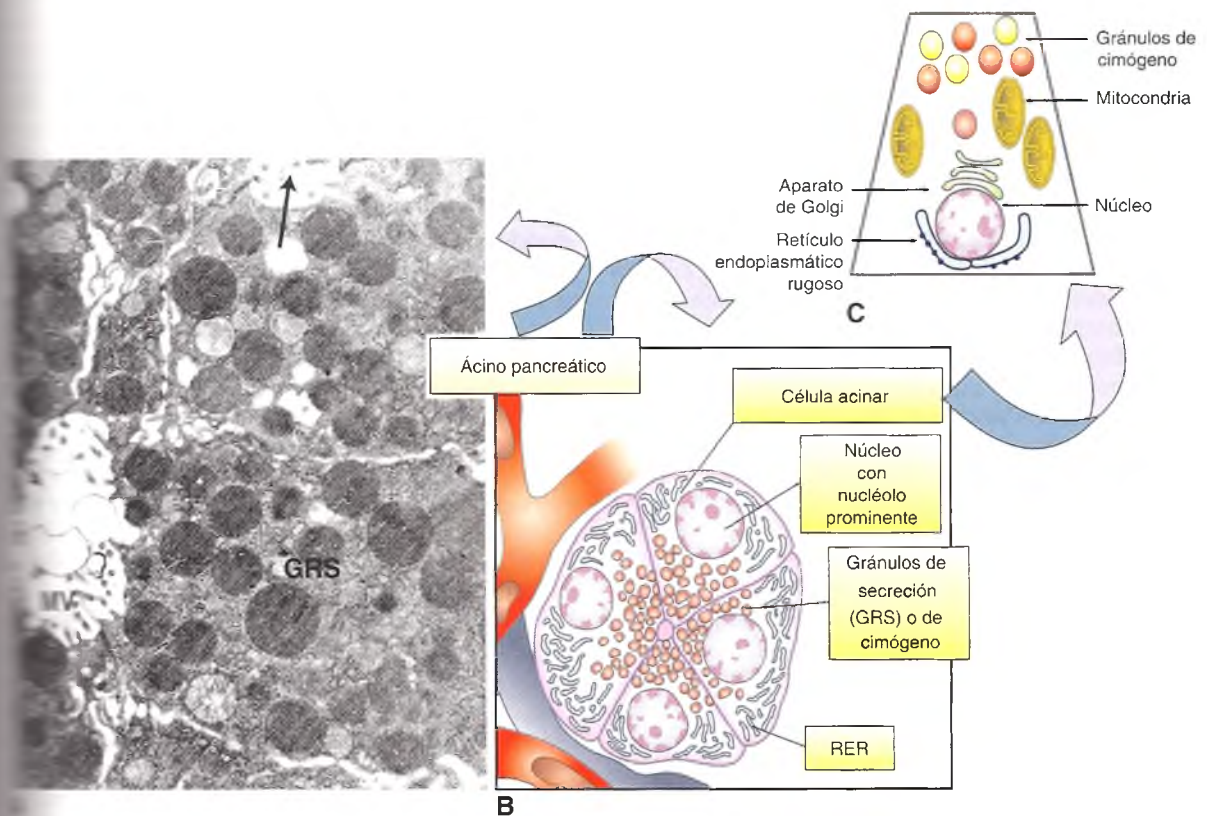 Gránulos de
cimógeno
Mitocondria
Aparato
de Golgi
Núcleo
Retículo
endoplasmático
rugoso
C
Ácino pancreático
Célula acinar
Núcleo
con
nucléolo
prominente
GRS
Gránulos de
secreción
(GRS) o de
cimógeno
MV
RER
B